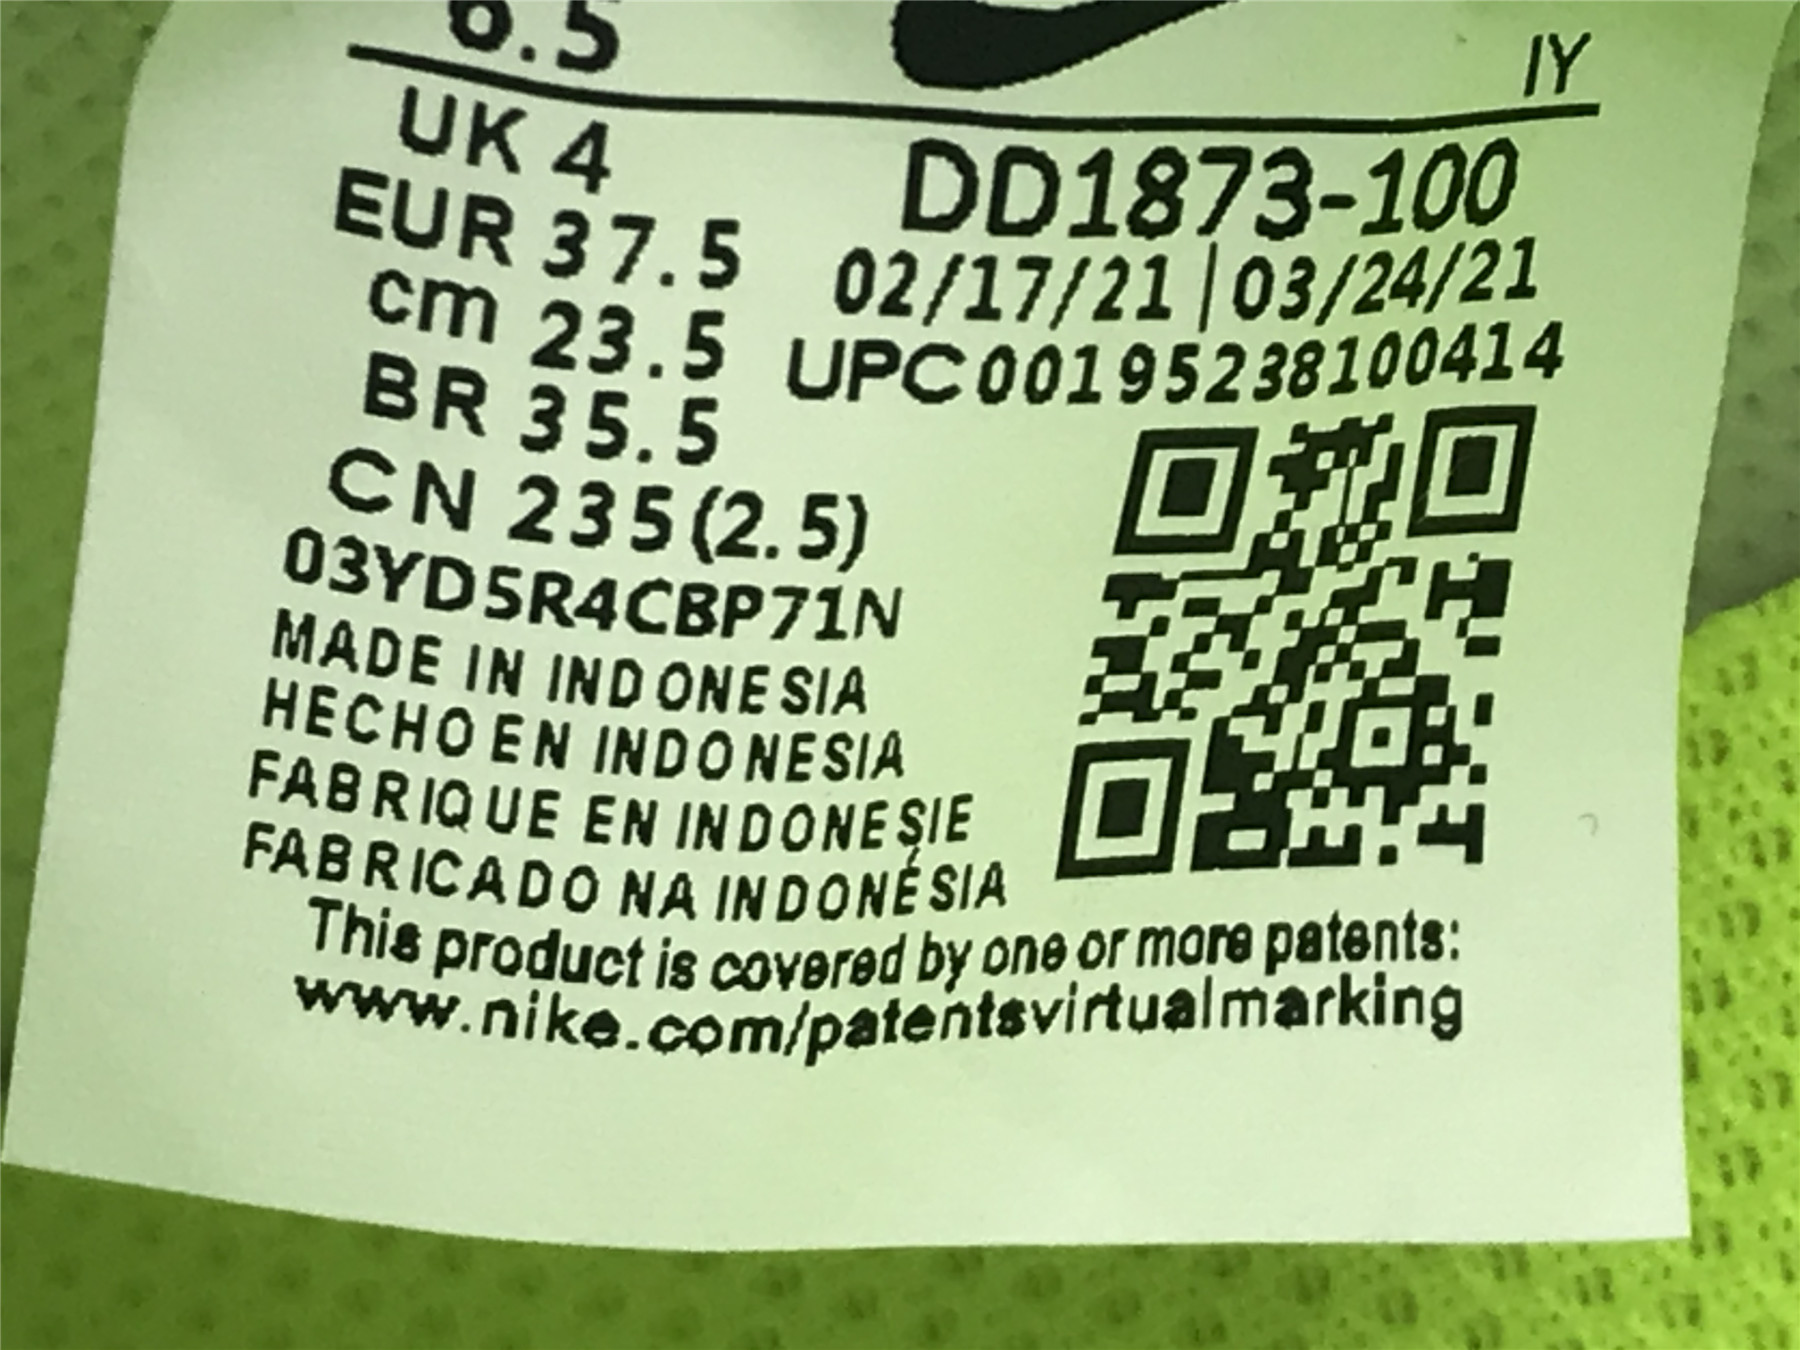 6.5
IY
UK 4
EUR 37.5
cm 23.5
BR 35.5
CN 235(2.5)
DD1873-100
02/17/21|03/24/21
UPC00195238100414
03YD5R4CBP71N
MADE IN INDONESIA
HECHO EN INDONESIA
FABRIQUE EN INDONESIE
FABRICADO NA INDONÉSIA
This product is covered by one or more patents:
www.nike.com/patentsvirtualmarking